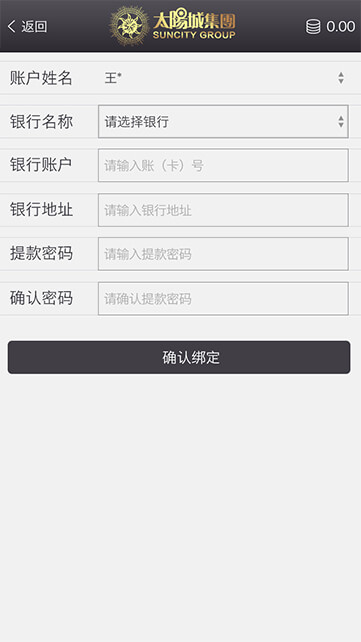 返回
太陽城集團
SUNCITY GROUP
0.00
账户姓名 王*
银行名称 请选择银行
银行账户 请输入账（卡）号
银行地址 请输入银行地址
提款密码 请输入提款密码
确认密码 请确认提款密码
确认绑定